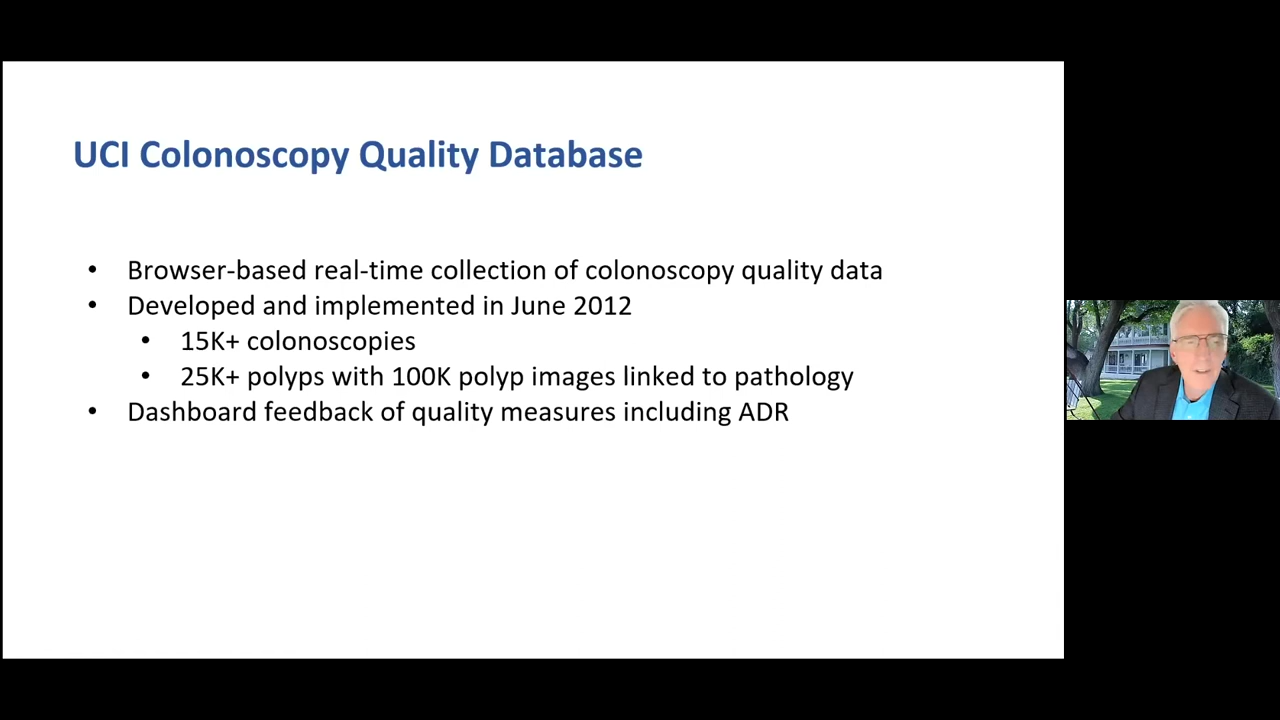 UCI Colonoscopy Quality Database
• Browser-based real-time collection of colonoscopy quality data
• Developed and implemented in June 2012
• 15K+ colonoscopies
• 25K+ polyps with 100K polyp images linked to pathology
• Dashboard feedback of quality measures including ADR